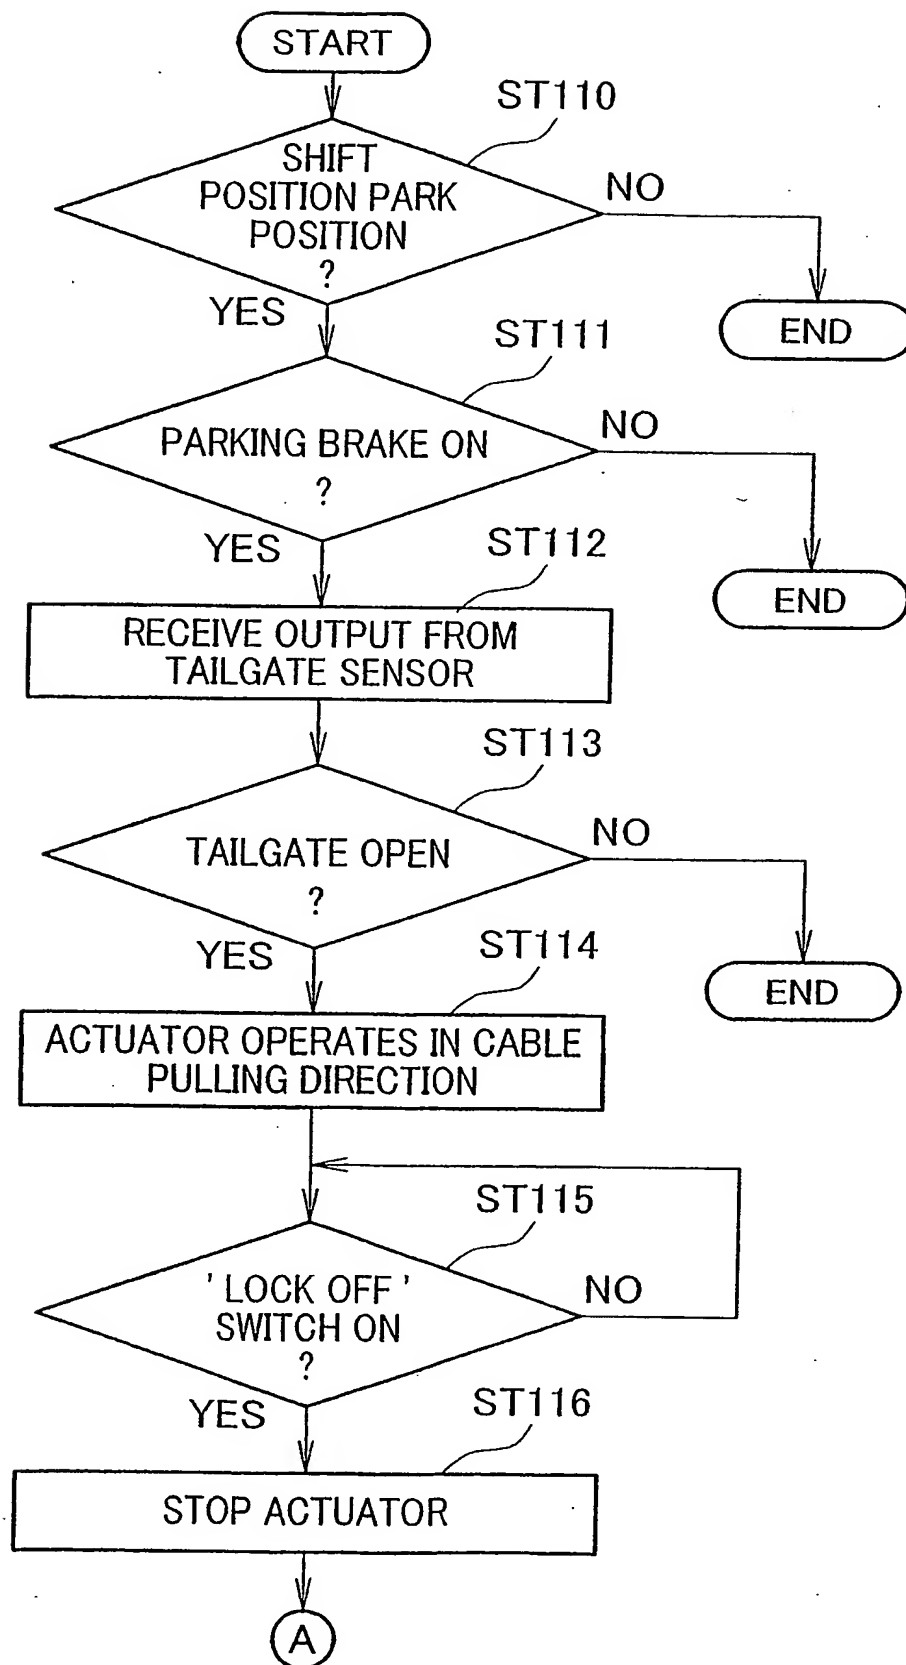 START
ST110
SHIFT
POSITION PARK
POSITION
?
NO
YES
END
ST111
PARKING BRAKE ON
?
NO
YES
END
ST112
RECEIVE OUTPUT FROM
TAILGATE SENSOR
ST113
TAILGATE OPEN
?
NO
YES
END
ST114
ACTUATOR OPERATES IN CABLE
PULLING DIRECTION
ST115
' LOCK OFF '
SWITCH ON
?
NO
YES
ST116
STOP ACTUATOR
A